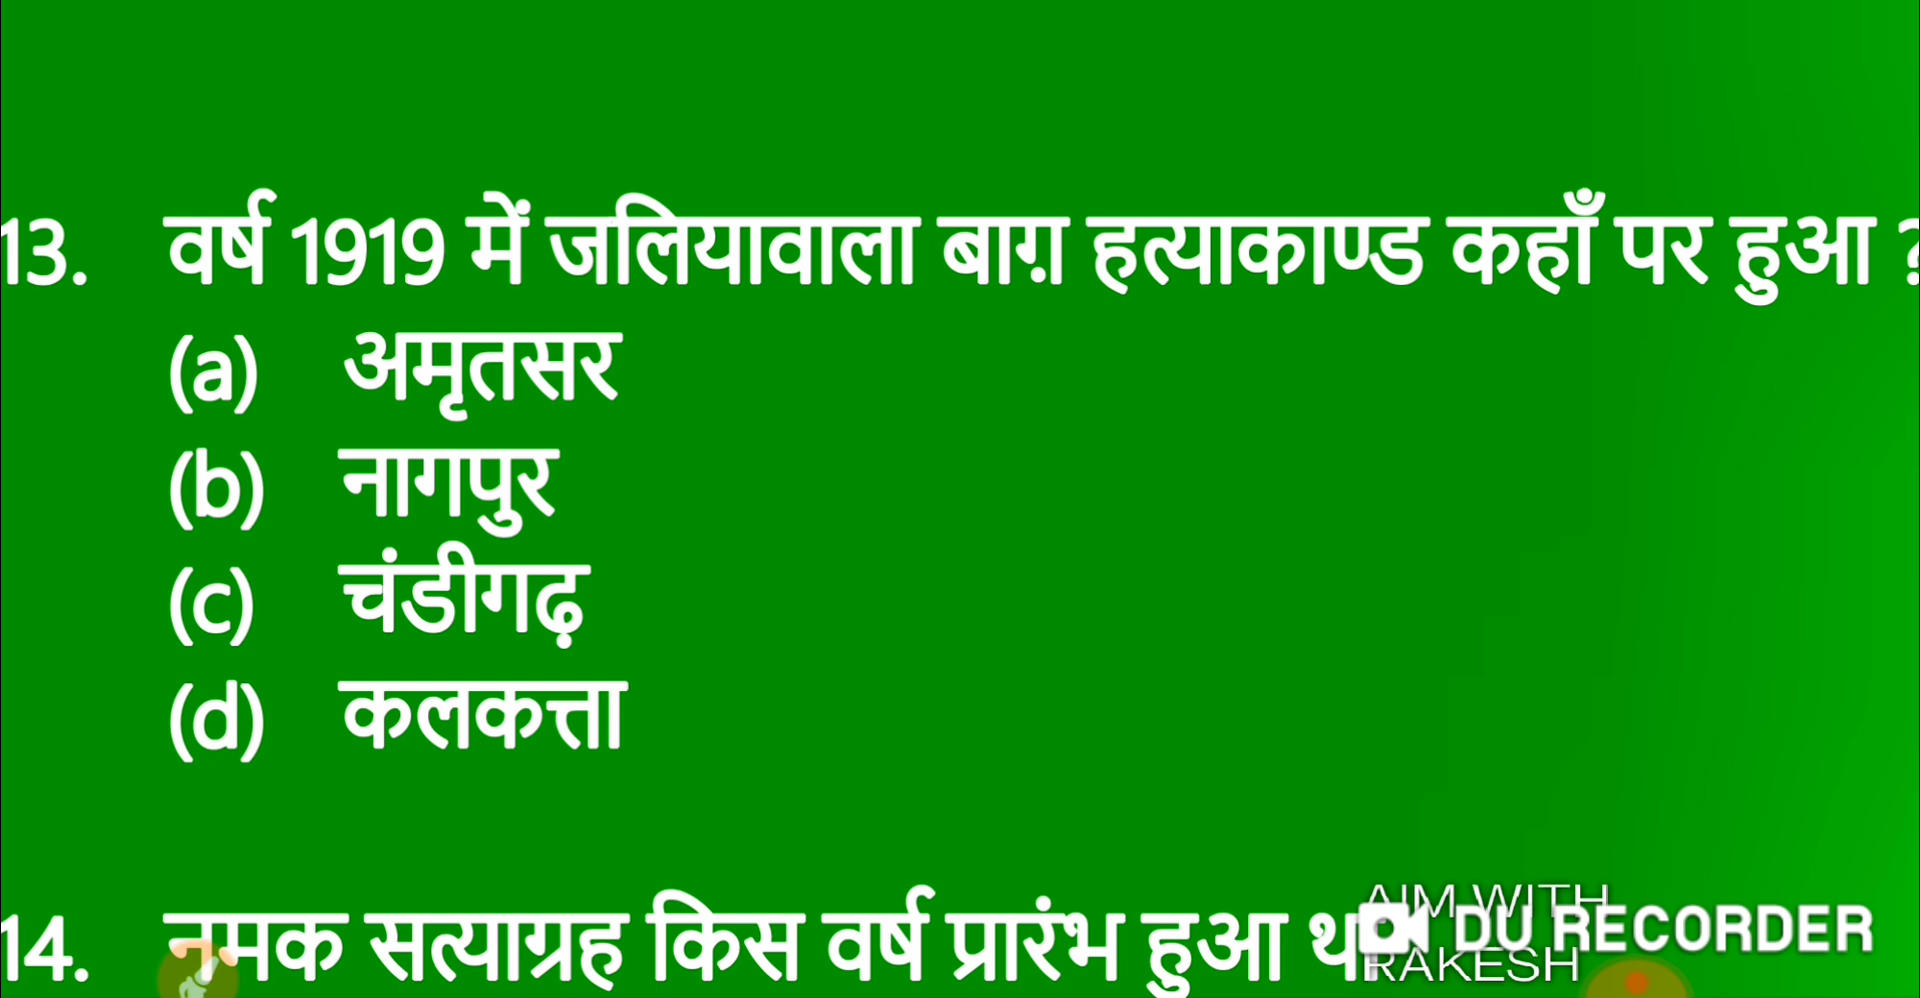 13. वर्ष 1919 में जलियावाला बाग़ हत्याकाण्ड कहाँ पर हुआ ?
(a) अमृतसर
(b) नागपुर
(c) चंडीगढ़
(d) कलकत्ता
14. नमक सत्याग्रह किस वर्ष प्रारंभ हुआ था
AIM WITH
DU RECORDER
RAKESH